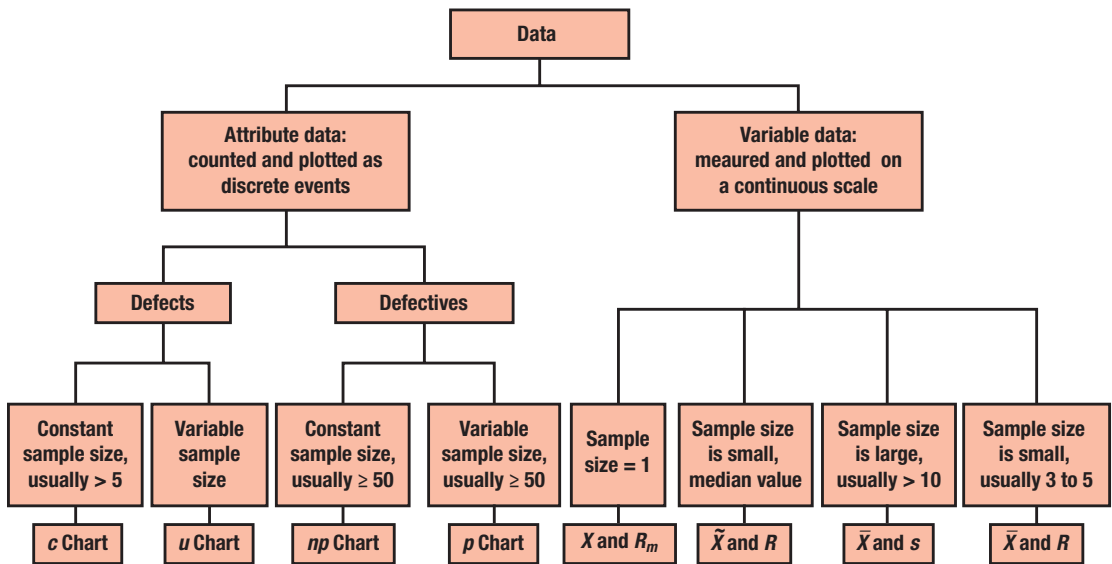 Data
Attribute data:
counted and plotted as
discrete events
Variable data:
meaured and plotted on
a continuous scale
Defects
Defectives
Constant
sample size,
usually > 5
Variable
sample
size
Constant
sample size,
usually ≥ 50
Variable
sample size,
usually ≥ 50
Sample
size = 1
Sample size
is small,
median value
Sample size
is large,
usually > 10
Sample size
is small,
usually 3 to 5
c Chart
u Chart
np Chart
p Chart
X and Rₘ
X̃ and R
X̄ and s
X̄ and R